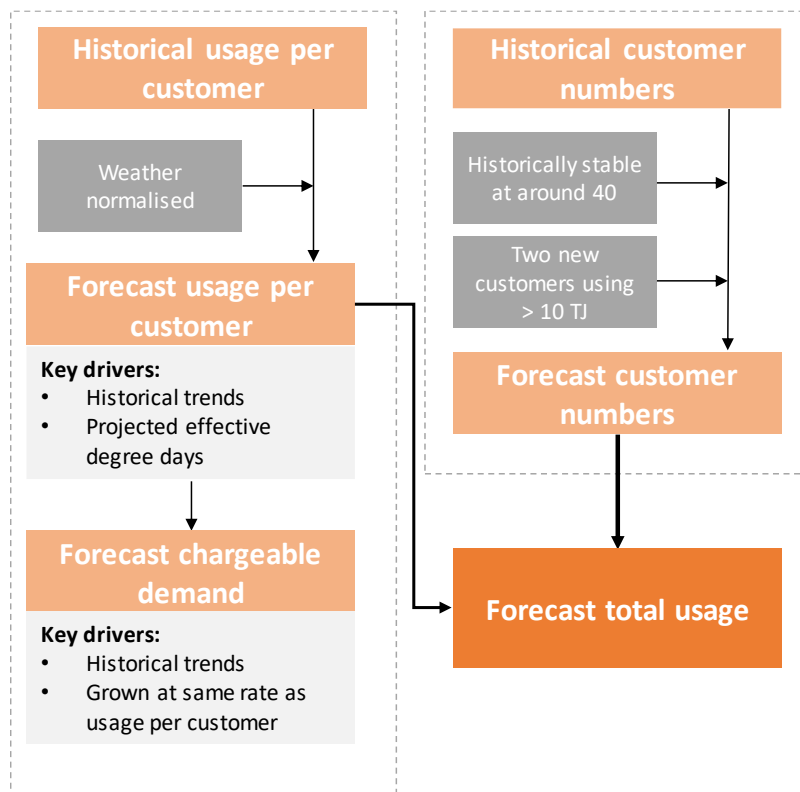 Historical usage per
customer
Weather
normalised
Forecast usage per
customer
Key drivers:
• Historical trends
• Projected effective
degree days
Forecast chargeable
demand
Key drivers:
• Historical trends
• Grown at same rate as
usage per customer
Historical customer
numbers
Historically stable
at around 40
Two new
customers using
> 10 TJ
Forecast customer
numbers
Forecast total usage